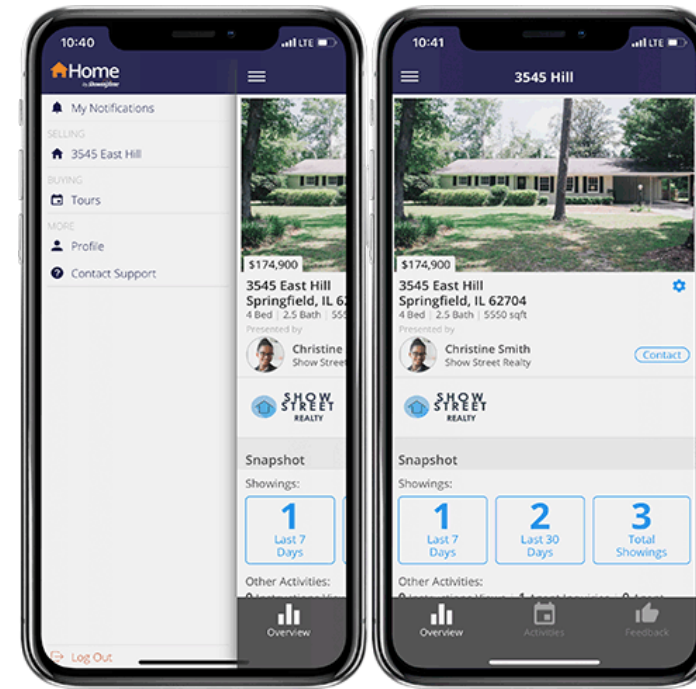 10:40
LTE
Home
by ShowingTime
My Notifications
SELLING
3545 East Hill
BUYING
Tours
MORE
Profile
Contact Support
Log Out
$174,900
3545 East Hill
Springfield, IL 62
4 Bed | 2.5 Bath | 555
Presented by
Christine
Show Street
SHOW
STREET
REALTY
Snapshot
Showings:
1
Last 7
Days
Other Activities:
Overview
10:41
LTE
3545 Hill
$174,900
3545 East Hill
Springfield, IL 62704
4 Bed | 2.5 Bath | 5550 sqft
Presented by
Christine Smith
Show Street Realty
Contact
SHOW
STREET
REALTY
Snapshot
Showings:
1
Last 7
Days
2
Last 30
Days
3
Total
Showings
Other Activities:
Overview
Activities
Feedback